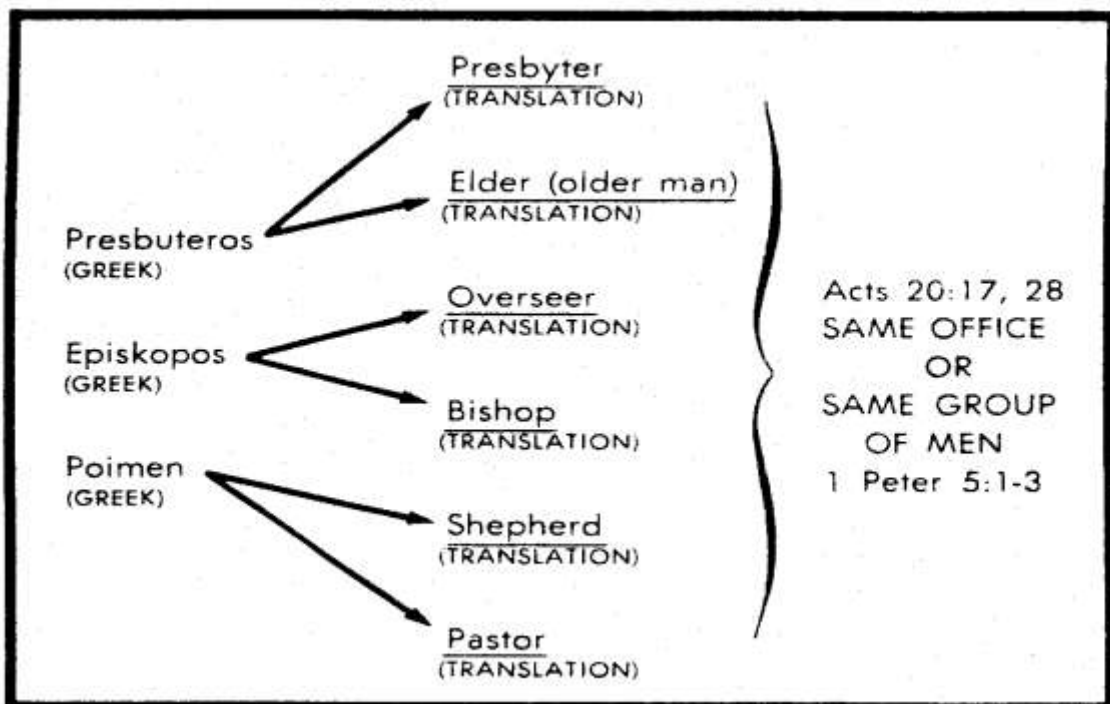 Presbuteros
(GREEK)
Episkopos
(GREEK)
Poimen
(GREEK)
Presbyter
(TRANSLATION)
Elder (older man)
(TRANSLATION)
Overseer
(TRANSLATION)
Bishop
(TRANSLATION)
Shepherd
(TRANSLATION)
Pastor
(TRANSLATION)
Acts 20:17, 28
SAME OFFICE
OR
SAME GROUP
OF MEN
1 Peter 5:1-3